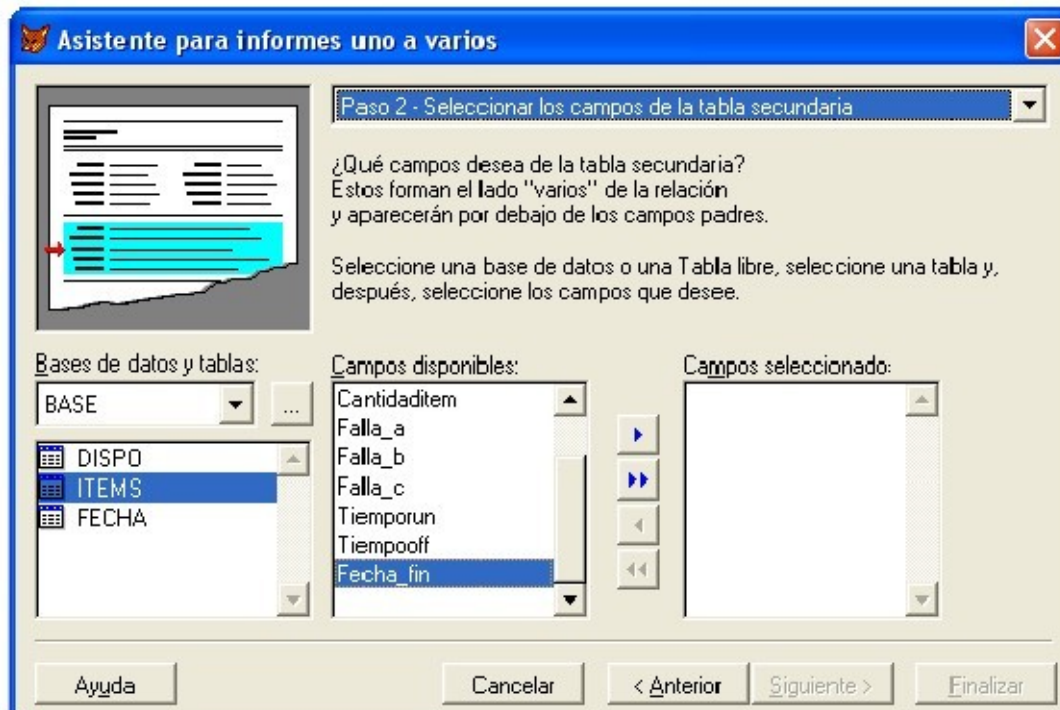 Asistente para informes uno a varios
Paso 2 - Seleccionar los campos de la tabla secundaria
¿Qué campos desea de la tabla secundaria?
Estos forman el lado "varios" de la relación
y aparecerán por debajo de los campos padres.
Seleccione una base de datos o una Tabla libre, seleccione una tabla y,
después, seleccione los campos que desee.
Bases de datos y tablas:
BASE
...
DISPO
ITEMS
FECHA
Campos disponibles:
Cantidaditem
Falla_a
Falla_b
Falla_c
Tiemporun
Tiempooff
Fecha_fin
Campos seleccionado:
Ayuda
Cancelar
< Anterior
Siguiente >
Finalizar